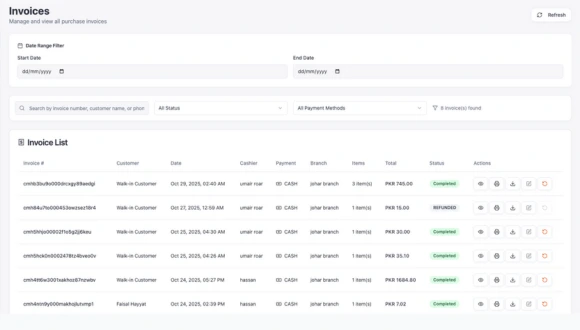 Invoices
Manage and view all purchase invoices
Refresh
Date Range Filter
Start Date
End Date
dd/mm/yyyy
dd/mm/yyyy
Search by invoice number, customer name, or phon
All Status
All Payment Methods
8 invoice(s) found
Invoice List
Invoice # Customer Date Cashier Payment Branch Items Total Status Actions
Walk-in Customer Oct 29, 2025, 02:40 AM umair roar CASH johar branch 3 item(s) PKR 746.00 Completed
Walk-in Customer Oct 27, 2025, 12:59 AM umair roar CASH johar branch 1 item(s) PKR 15.00 REFUNDED
Walk-in Customer Oct 25, 2025, 04:30 AM umair roar CASH johar branch 1 item(s) PKR 30.00 Completed
Walk-in Customer Oct 25, 2025, 04:26 AM umair roar CASH johar branch 1 item(s) PKR 35.10 Completed
Walk-in Customer Oct 24, 2025, 05:27 PM hassan CASH johar branch 1 item(s) PKR 1684.80 Completed
Faisal Hayyat Oct 24, 2025, 02:39 PM hassan CASH johar branch 1 item(s) PKR 7.02 Completed